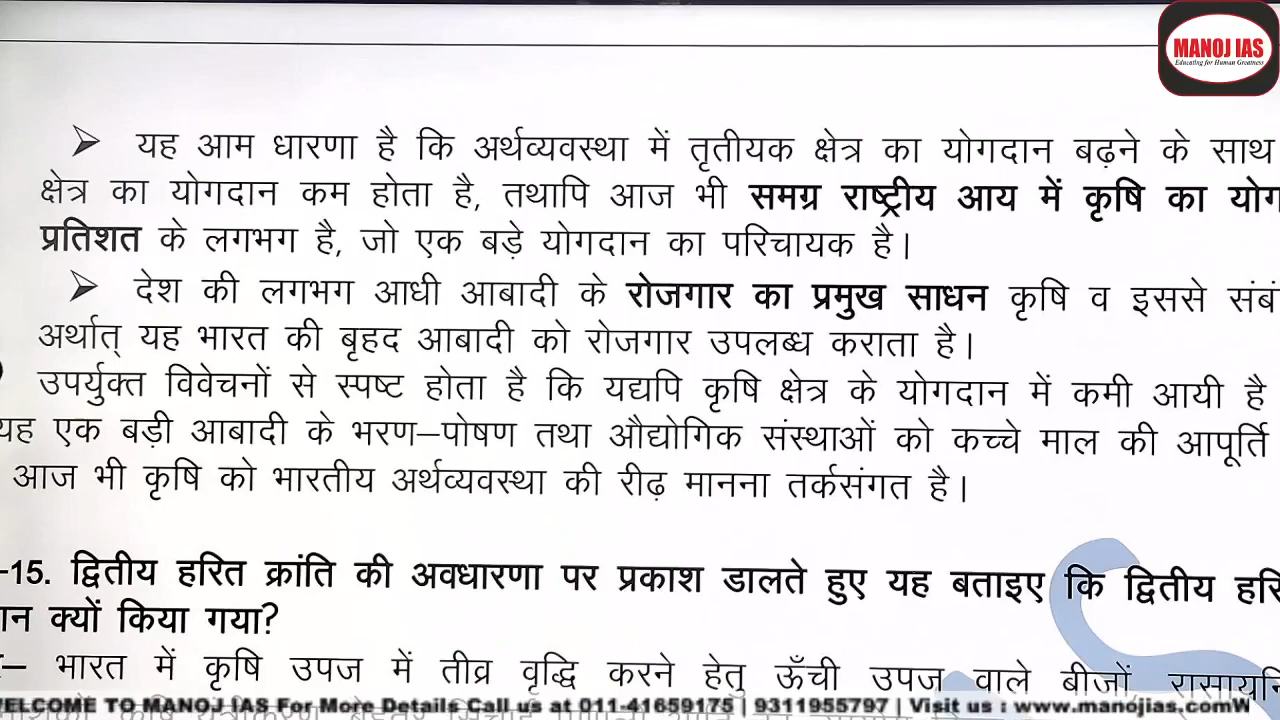 MANOJ IAS
Educating for Human Greatness
➢ यह आम धारणा है कि अर्थव्यवस्था में तृतीयक क्षेत्र का योगदान बढ़ने के साथ
क्षेत्र का योगदान कम होता है, तथापि आज भी समग्र राष्ट्रीय आय में कृषि का योग
प्रतिशत के लगभग है, जो एक बड़े योगदान का परिचायक है।
➢ देश की लगभग आधी आबादी के रोजगार का प्रमुख साधन कृषि व इससे संबं
अर्थात् यह भारत की बृहद आबादी को रोजगार उपलब्ध कराता है।
उपर्युक्त विवेचनों से स्पष्ट होता है कि यद्यपि कृषि क्षेत्र के योगदान में कमी आयी है
यह एक बड़ी आबादी के भरण–पोषण तथा औद्योगिक संस्थाओं को कच्चे माल की आपूर्ति
आज भी कृषि को भारतीय अर्थव्यवस्था की रीढ़ मानना तर्कसंगत है।
-15. द्वितीय हरित क्रांति की अवधारणा पर प्रकाश डालते हुए यह बताइए कि द्वितीय हरि
ान क्यों किया गया?
– भारत में कृषि उपज में तीव्र वृद्धि करने हेतु ऊँची उपज वाले बीजों रासायनि
ELCOME TO MANOJ IAS For More Details Call us at 011-41659175 | 9311955797 | Visit us : www.manojias.comW